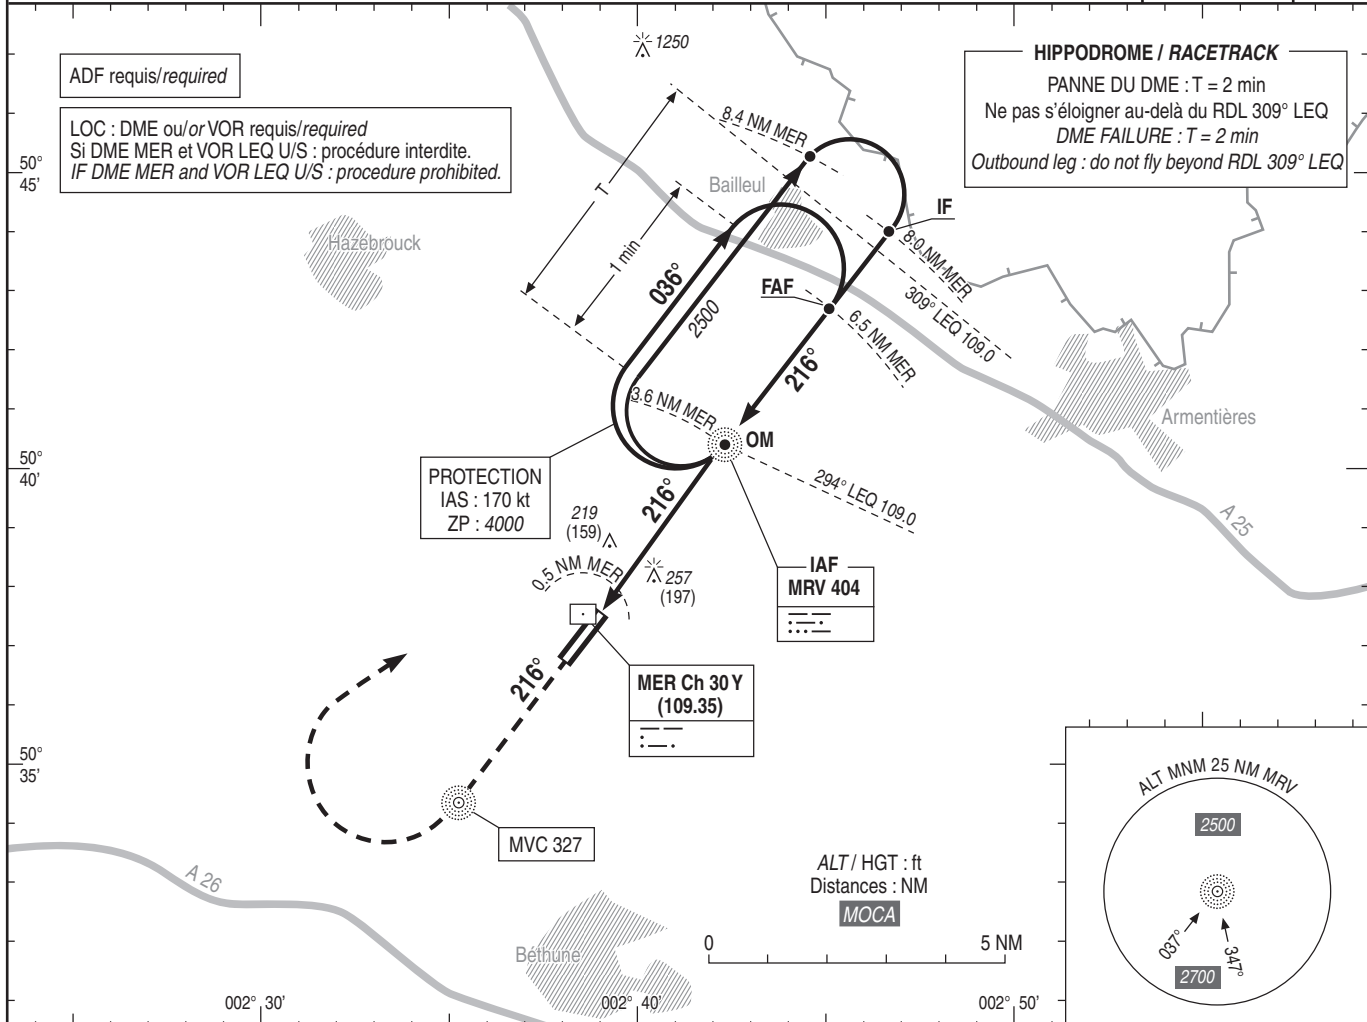 1250
ADF requis/required
LOC : DME ou/or VOR requis/required
Si DME MER et VOR LEQ U/S : procédure interdite.
IF DME MER and VOR LEQ U/S : procedure prohibited.
HIPPODROME / RACETRACK
PANNE DU DME : T = 2 min
Ne pas s'éloigner au-delà du RDL 309° LEQ
DME FAILURE : T = 2 min
Outbound leg : do not fly beyond RDL 309° LEQ
8.4 NM MER
50°
45'
T
Bailleul
IF
Hazebrouck
1 min
8.0 NM MER
036°
2500
FAF
309° LEQ 109.0
6.5 NM MER
216°
3.6 NM MER
Armentières
OM
50°
40'
PROTECTION
IAS : 170 kt
ZP : 4000
216°
294° LEQ 109.0
A 25
219
(159)
0.5 NM MER
257
(197)
IAF
MRV 404
216°
MER Ch 30 Y
(109.35)
50°
35'
MVC 327
A 26
ALT MNM 25 NM MRV
2500
037°
347°
2700
ALT / HGT : ft
Distances : NM
MOCA
0
5 NM
Béthune
002° 30'
002° 40'
002° 50'